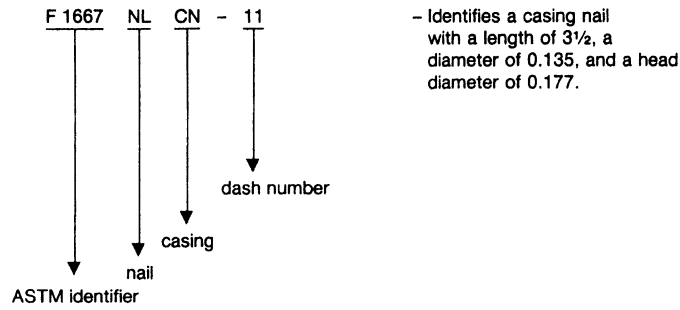 F 1667 NL CN – 11
– Identifies a casing nail
with a length of 3½, a
diameter of 0.135, and a head
diameter of 0.177.
dash number
casing
nail
ASTM identifier